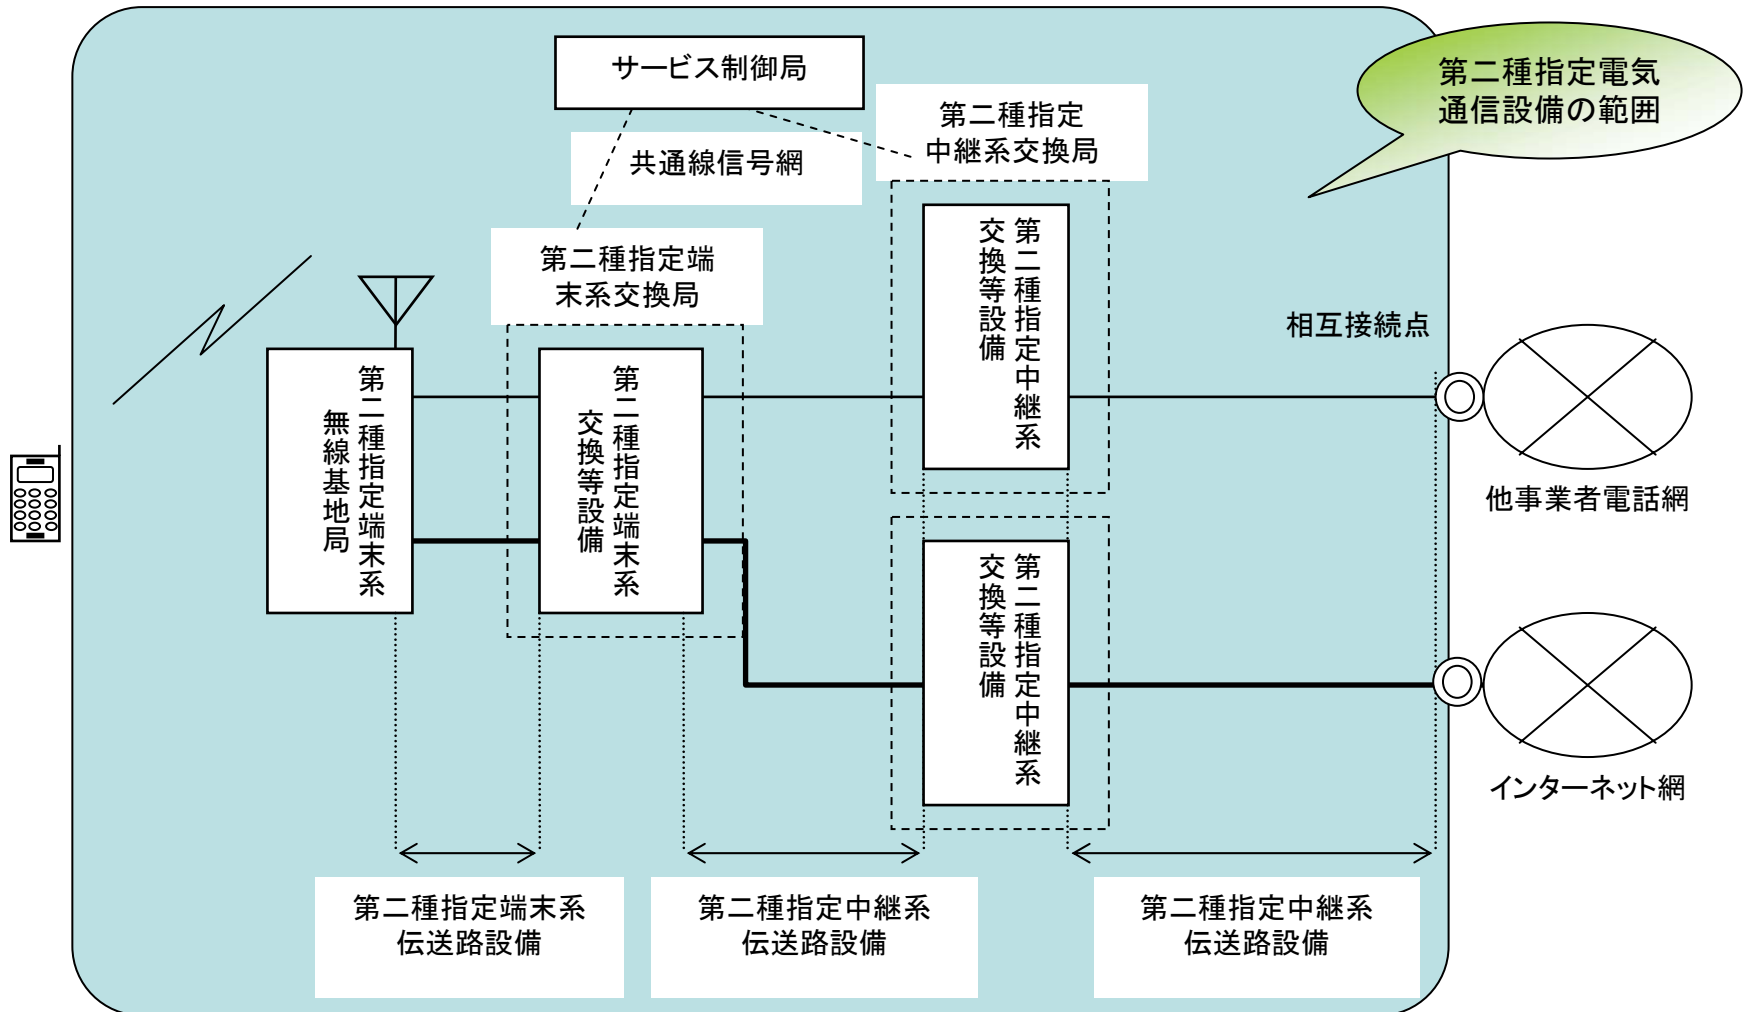 サービス制御局
第二種指定電気
通信設備の範囲
第二種指定
中継系交換局
共通線信号網
第二種指定端
末系交換局
第二種指定中継系
交換等設備
相互接続点
第二種指定端末系
無線基地局
第二種指定端末系
交換等設備
他事業者電話網
第二種指定中継系
交換等設備
インターネット網
第二種指定端末系
伝送路設備
第二種指定中継系
伝送路設備
第二種指定中継系
伝送路設備